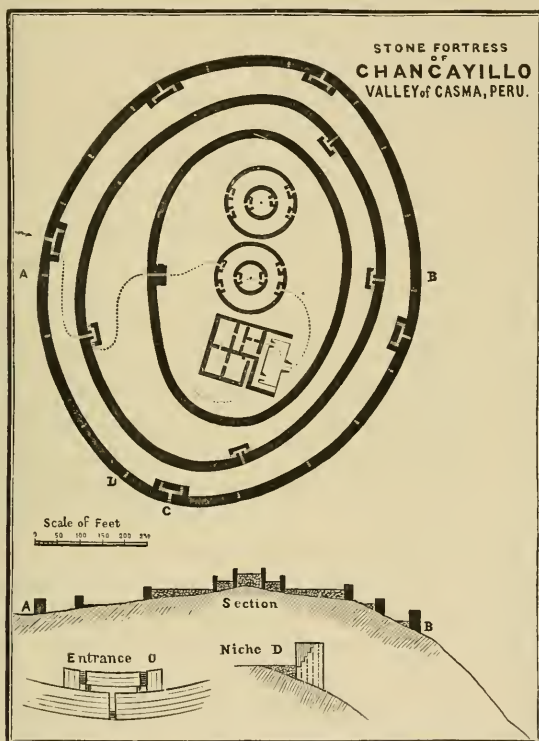 STONE FORTRESS
OF
CHANCAYILLO
VALLEY of CASMA, PERU.
A
B
D
C
Scale of Feet
0 50 100 150 200 250
A
Section
B
Entrance C
Niche D